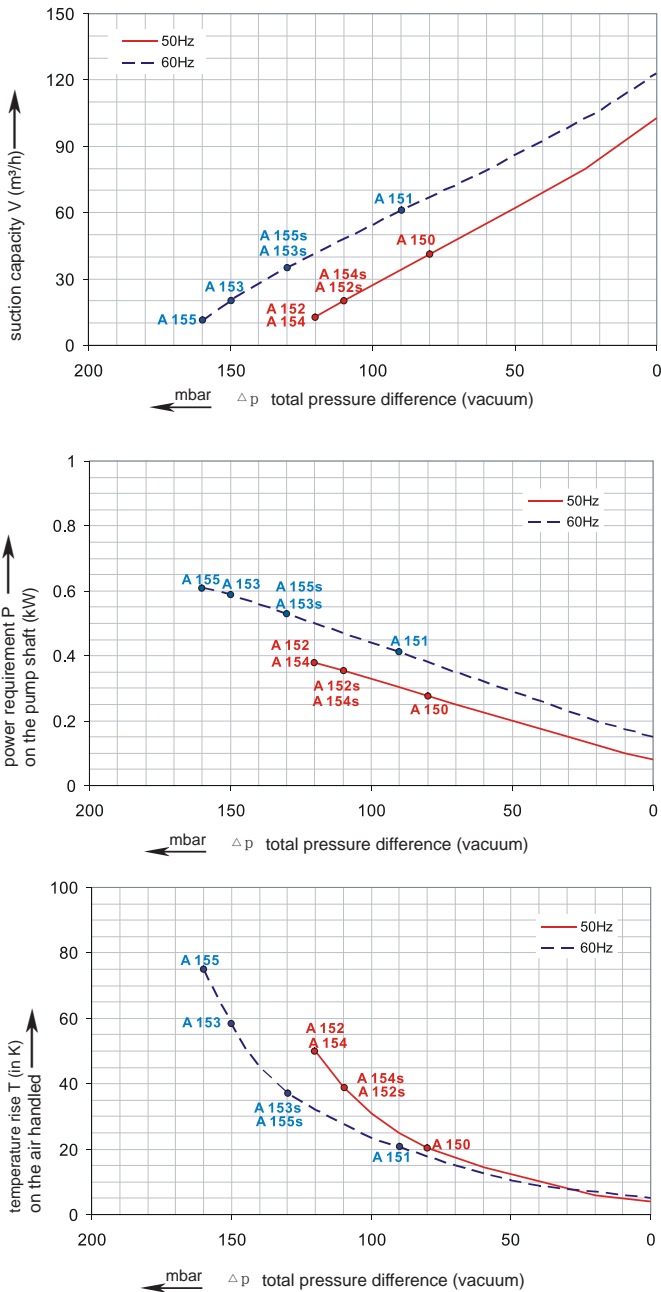 150
50Hz
60Hz
120
90
A 151
60
A 155s
A 153s
A 150
A 154s
A 152s
30
A 153
A 152
A 155
A 154
0
suction capacity V (m³/h)
200
150
100
50
0
mbar
△p total pressure difference (vacuum)
1
50Hz
60Hz
0.8
0.6
A 155
A 153
A 155s
A 153s
A 152
A 151
0.4
A 154
A 152s
A 154s
A 150
0.2
0
power requirement P
on the pump shaft (kW)
200
150
100
50
0
mbar
△p total pressure difference (vacuum)
100
50Hz
60Hz
80
A 155
60
A 153
A 152
A 154
40
A 154s
A 152s
A 153s
A 155s
20
A 150
A 151
0
temperature rise T (in K)
on the air handled
200
150
100
50
0
mbar
△p total pressure difference (vacuum)